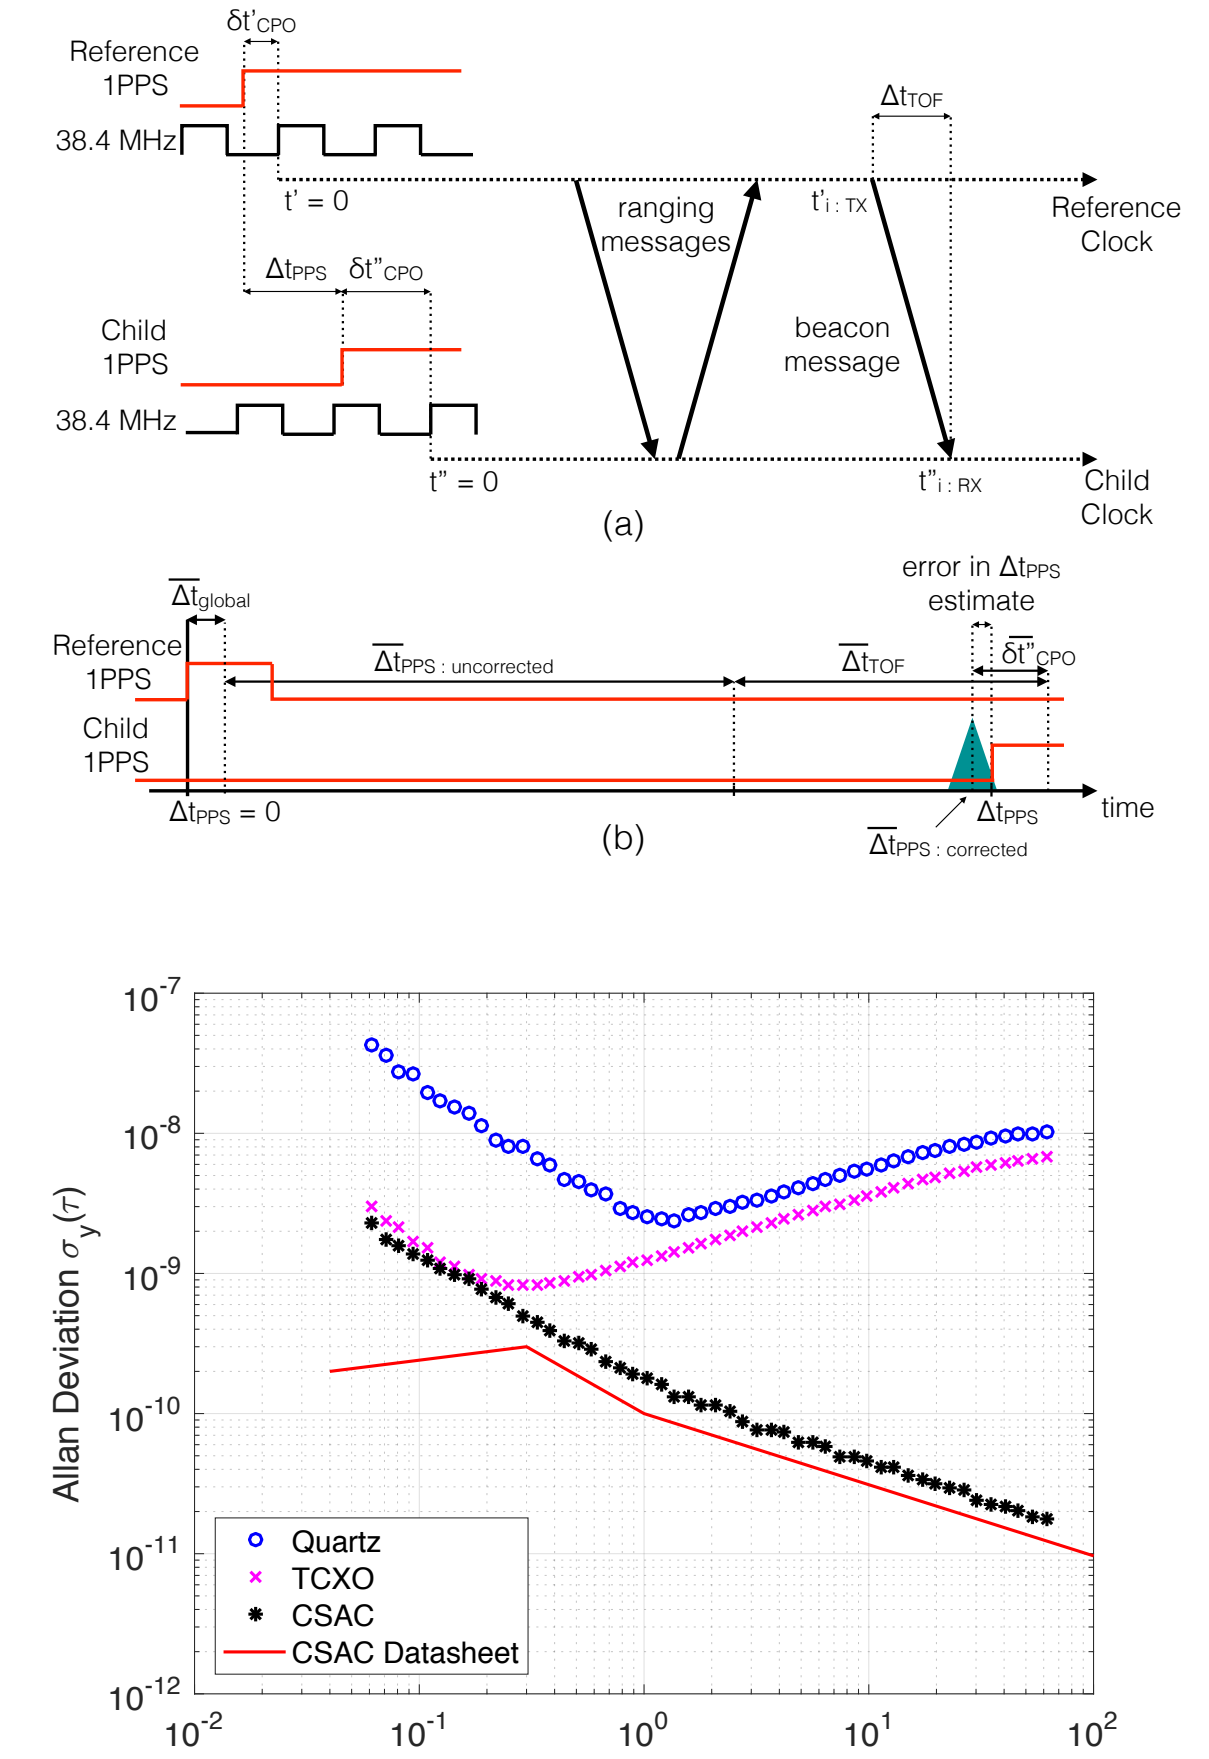 δt'CPO
Reference
1PPS
38.4 MHz
ΔtTOF
t' = 0
ranging
messages
t'i : TX
Reference
Clock
ΔtPPS
δt”CPO
Child
1PPS
beacon
message
38.4 MHz
t” = 0
t”i : RX
Child
Clock
(a)
error in ΔtPPS
estimate
Δtglobal
Reference
1PPS
ΔtPPS : uncorrected
ΔtTOF
δt”CPO
Child
1PPS
ΔtPPS = 0
ΔtPPS
time
(b)
ΔtPPS : corrected
10-7
10-8
10-9
10-10
10-11
10-12
Allan Deviation σy(τ)
Quartz
TCXO
CSAC
CSAC Datasheet
10-2
10-1
100
101
102